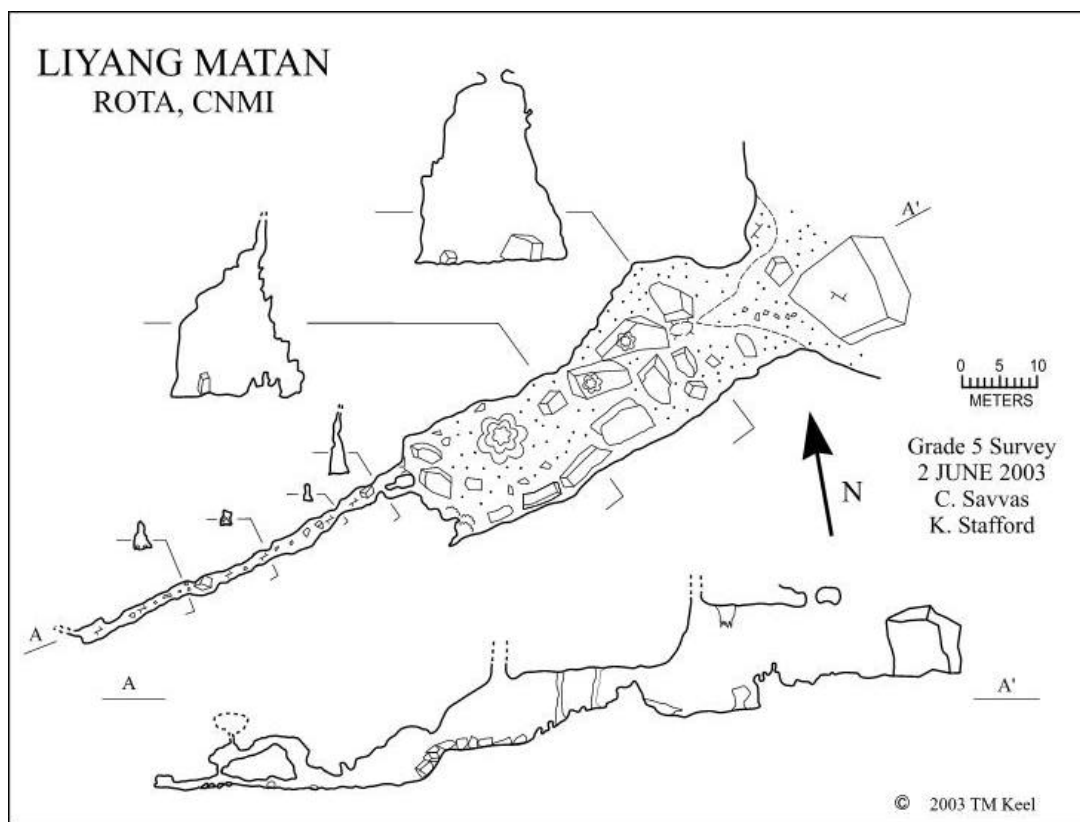 LIYANG MATAN
ROTA, CNMI
A'
0 5 10
METERS
Grade 5 Survey
2 JUNE 2003
C. Savvas
K. Stafford
N
A
A
A'
© 2003 TM Keel